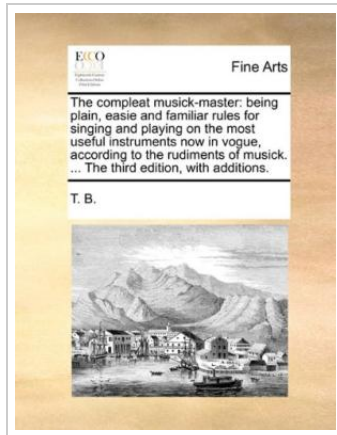 ECCO
Fine Arts
The compleat musick-master: being
plain, easie and familiar rules for
singing and playing on the most
useful instruments now in vogue,
according to the rudiments of musick.
... The third edition, with additions.
T. B.